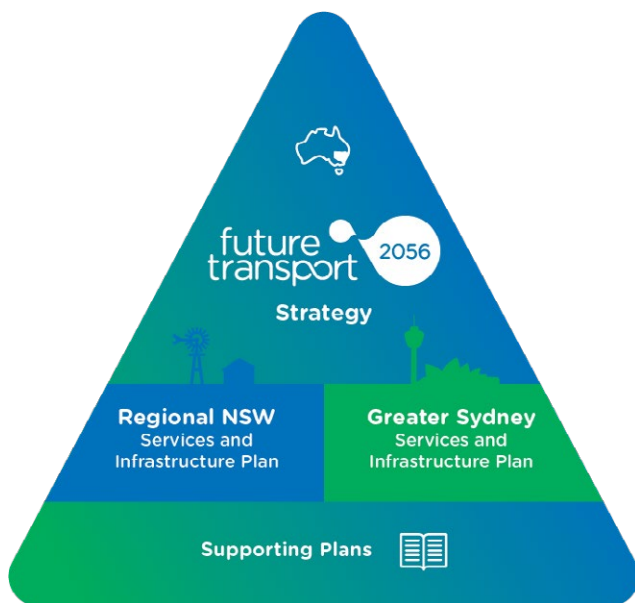 future
transport
2056
Strategy
Regional NSW
Services and
Infrastructure Plan
Greater Sydney
Services and
Infrastructure Plan
Supporting Plans